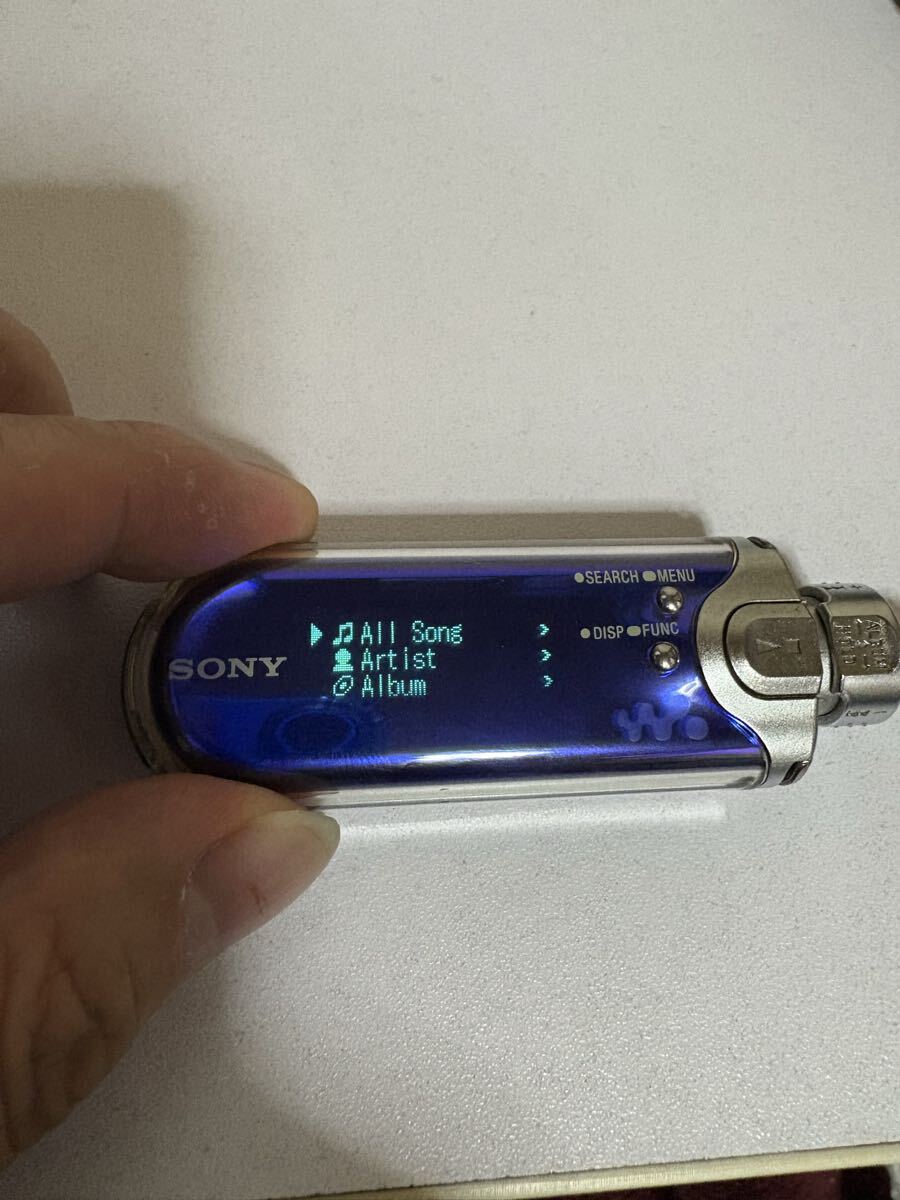 SEARCH MENU
DISP FUNC
SONY
All Song
Artist
Album